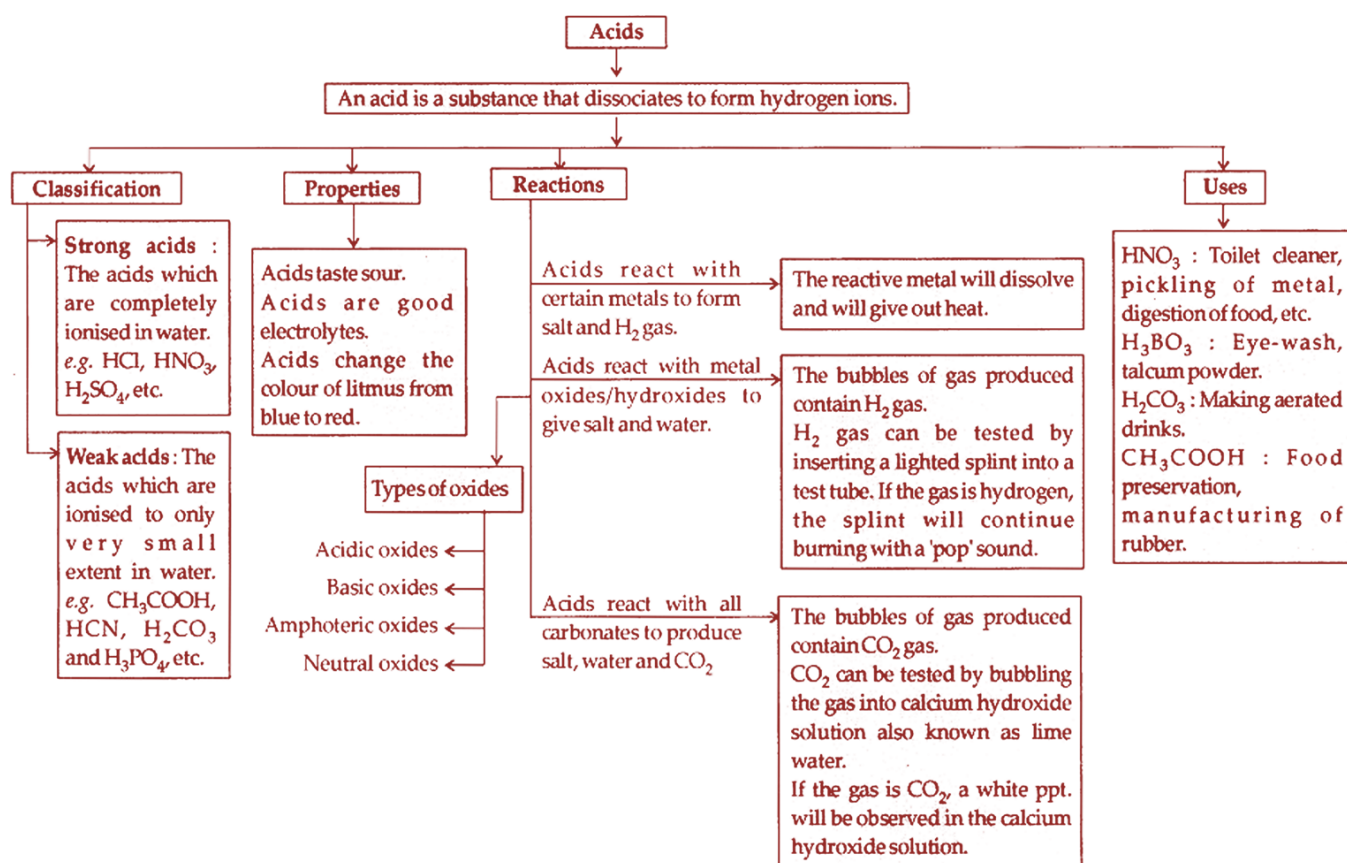 Acids
An acid is a substance that dissociates to form hydrogen ions.
Classification
Strong acids :
The acids which
are completely
ionised in water.
e.g. HCl, HNO₃,
H₂SO₄, etc.
Weak acids : The
acids which are
ionised to only
very small
extent in water.
e.g. CH₃COOH,
HCN, H₂CO₃
and H₃PO₄, etc.
Properties
Acids taste sour.
Acids are good
electrolytes.
Acids change the
colour of litmus from
blue to red.
Reactions
Acids react with
certain metals to form
salt and H₂ gas.
The reactive metal will dissolve
and will give out heat.
Acids react with metal
oxides/hydroxides to
give salt and water.
The bubbles of gas produced
contain H₂ gas.
H₂ gas can be tested by
inserting a lighted splint into a
test tube. If the gas is hydrogen,
the splint will continue
burning with a 'pop' sound.
Types of oxides
Acidic oxides
Basic oxides
Amphoteric oxides
Neutral oxides
Acids react with all
carbonates to produce
salt, water and CO₂
The bubbles of gas produced
contain CO₂ gas.
CO₂ can be tested by bubbling
the gas into calcium hydroxide
solution also known as lime
water.
If the gas is CO₂, a white ppt.
will be observed in the calcium
hydroxide solution.
Uses
HNO₃ : Toilet cleaner,
pickling of metal,
digestion of food, etc.
H₃BO₃ : Eye-wash,
talcum powder.
H₂CO₃ : Making aerated
drinks.
CH₃COOH : Food
preservation,
manufacturing of
rubber.